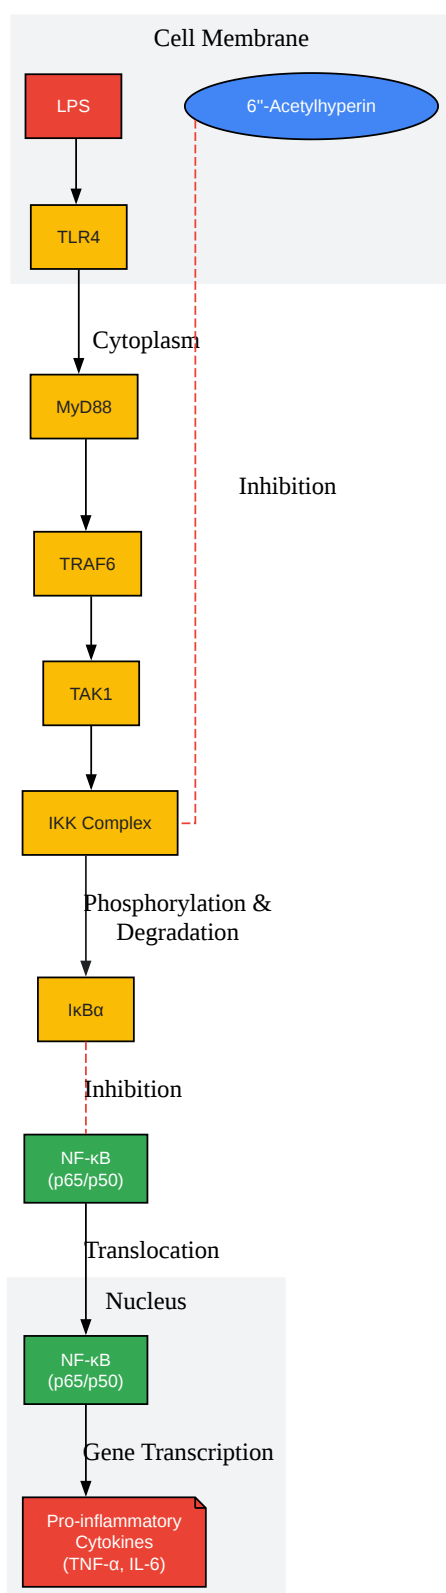 Cell Membrane
LPS
6''-Acetylhyperin
TLR4
Cytoplasm
MyD88
Inhibition
TRAF6
TAK1
IKK Complex
Phosphorylation &
Degradation
IκBα
Inhibition
NF-κB
(p65/p50)
Translocation
Nucleus
NF-κB
(p65/p50)
Gene Transcription
Pro-inflammatory
Cytokines
(TNF-α, IL-6)